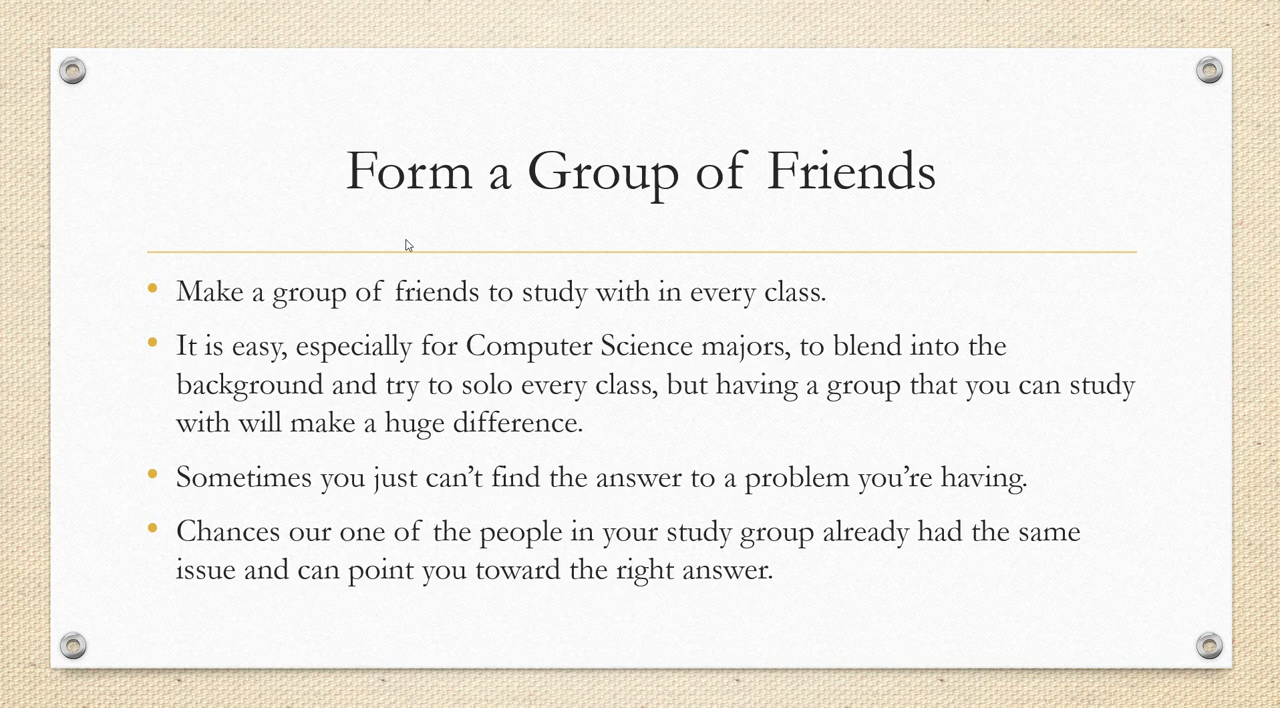 Form a Group of Friends
• Make a group of friends to study with in every class.
• It is easy, especially for Computer Science majors, to blend into the
background and try to solo every class, but having a group that you can study
with will make a huge difference.
• Sometimes you just can’t find the answer to a problem you’re having.
• Chances our one of the people in your study group already had the same
issue and can point you toward the right answer.